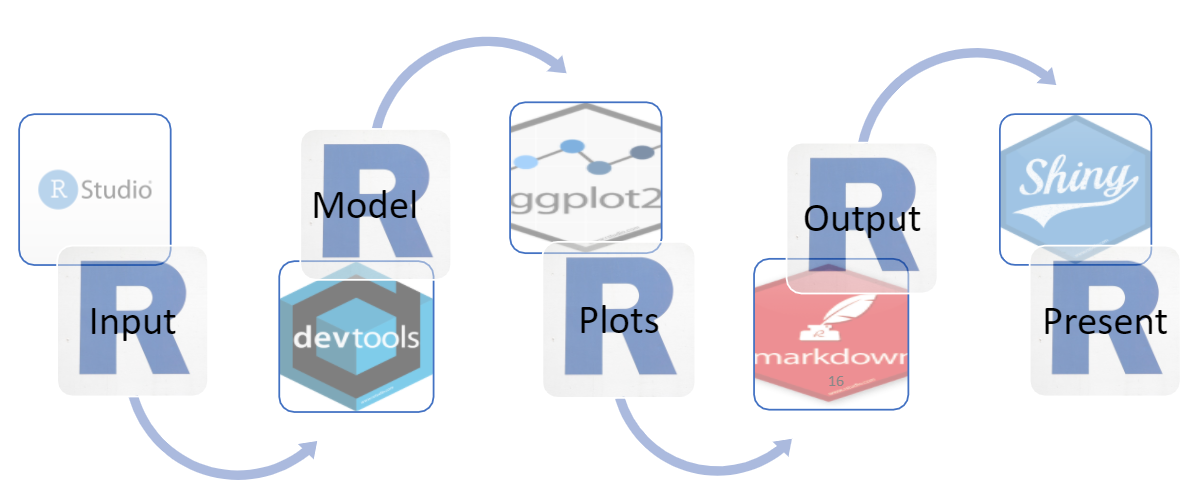 R Studio
R
Input
R
Model
devtools
ggplot2
R
Plots
R
Output
markdown
16
Shiny
R
Present